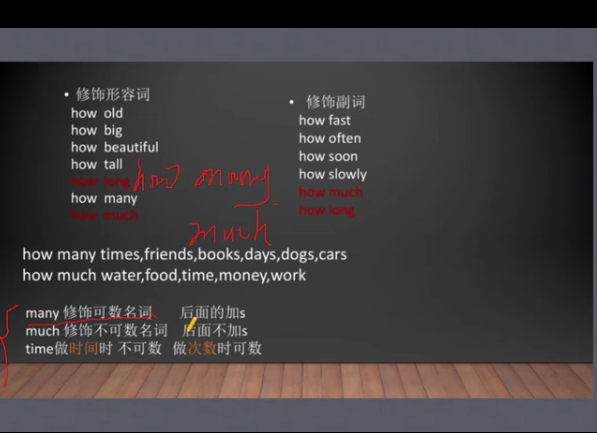 • 修饰形容词
how old
how big
how beautiful
how tall
how long
how many
how much
• 修饰副词
how fast
how often
how soon
how slowly
how much
how long
how many
much
how many times,friends,books,days,dogs,cars
how much water,food,time,money,work
many 修饰可数名词 后面的加s
much 修饰不可数名词 后面不加s
time做时间时 不可数 做次数时可数